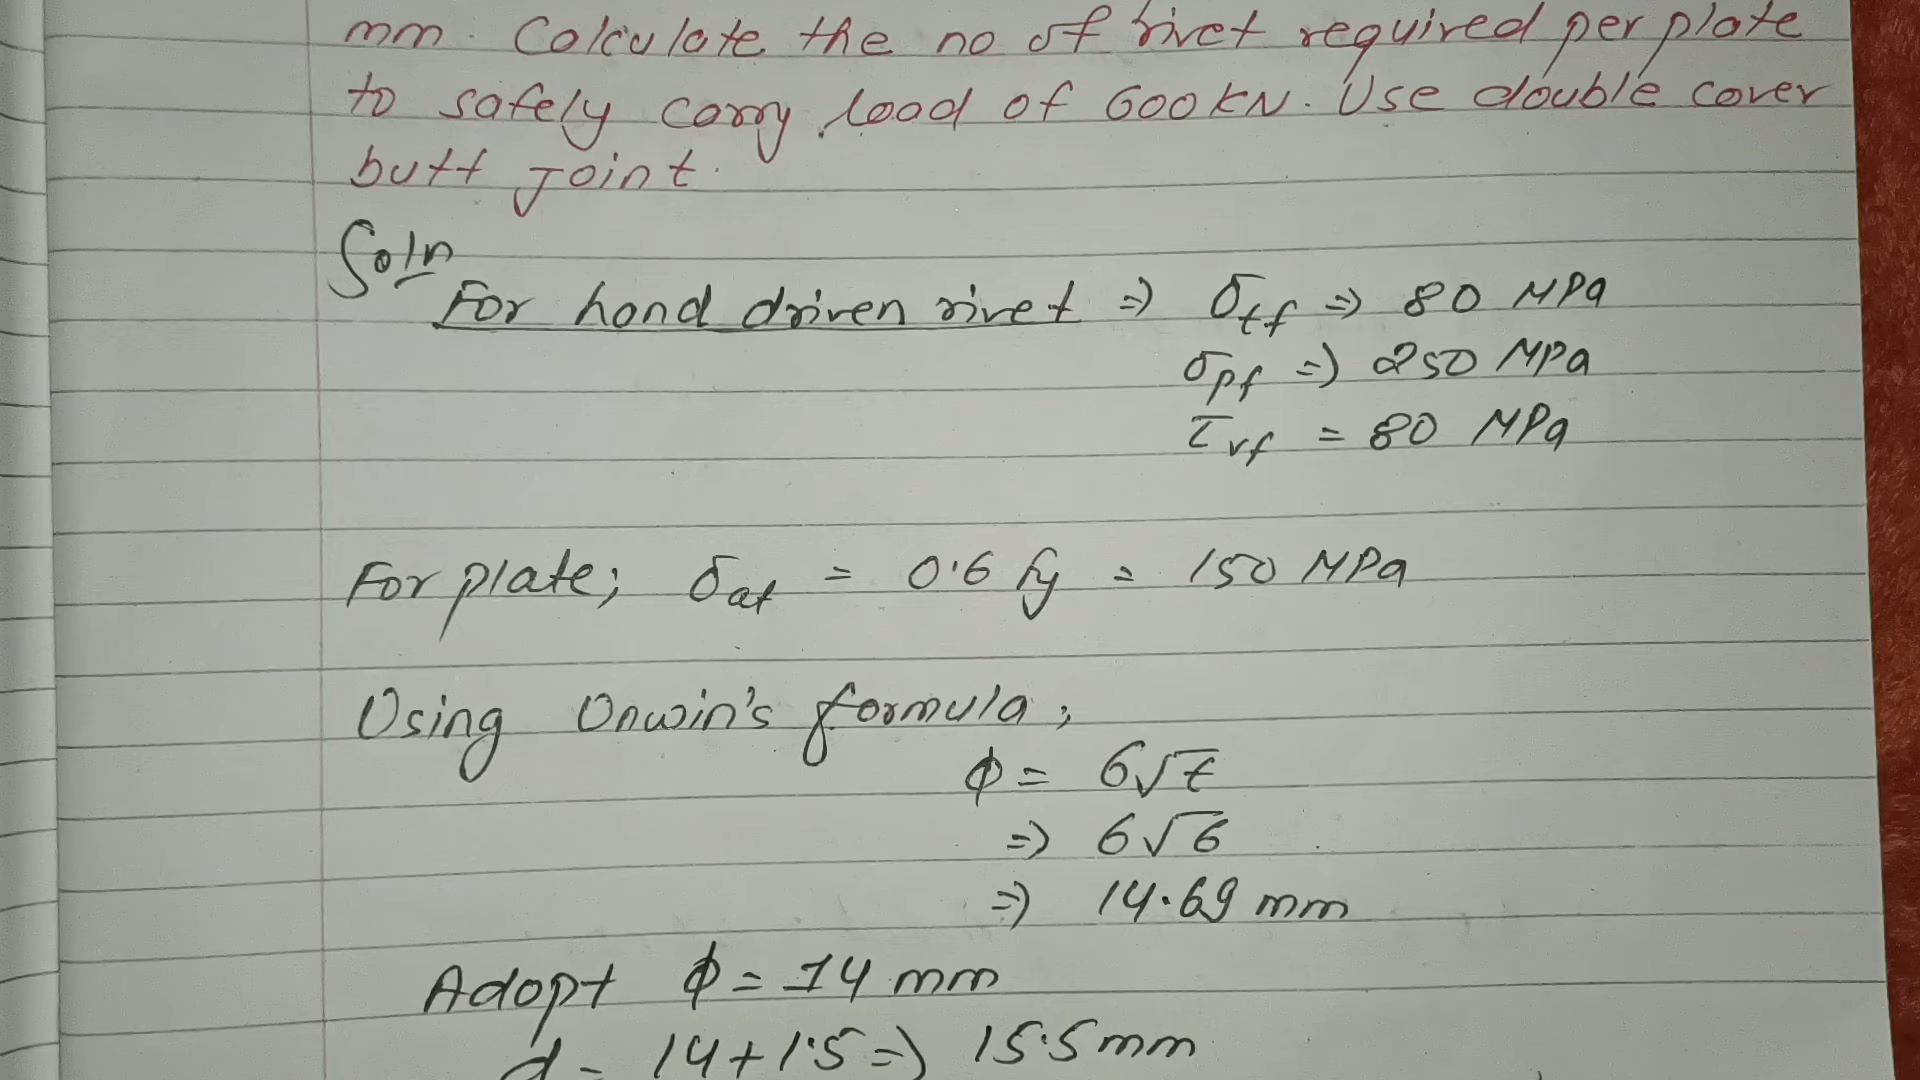 mm. Calculate the no of rivet required per plate
to safely carry load of 600 kN. Use double cover
butt Joint.
Soln
For hand driven rivet ⇒ σtf ⇒ 80 MPa
σpf ⇒ 250 MPa
τvf = 80 MPa
For plate; σat = 0.6 fy = 150 MPa
Using Unwin's formula;
ϕ = 6√t
⇒ 6√6
⇒ 14.69 mm
Adopt ϕ = 14 mm
d = 14 + 1.5 ⇒ 15.5 mm